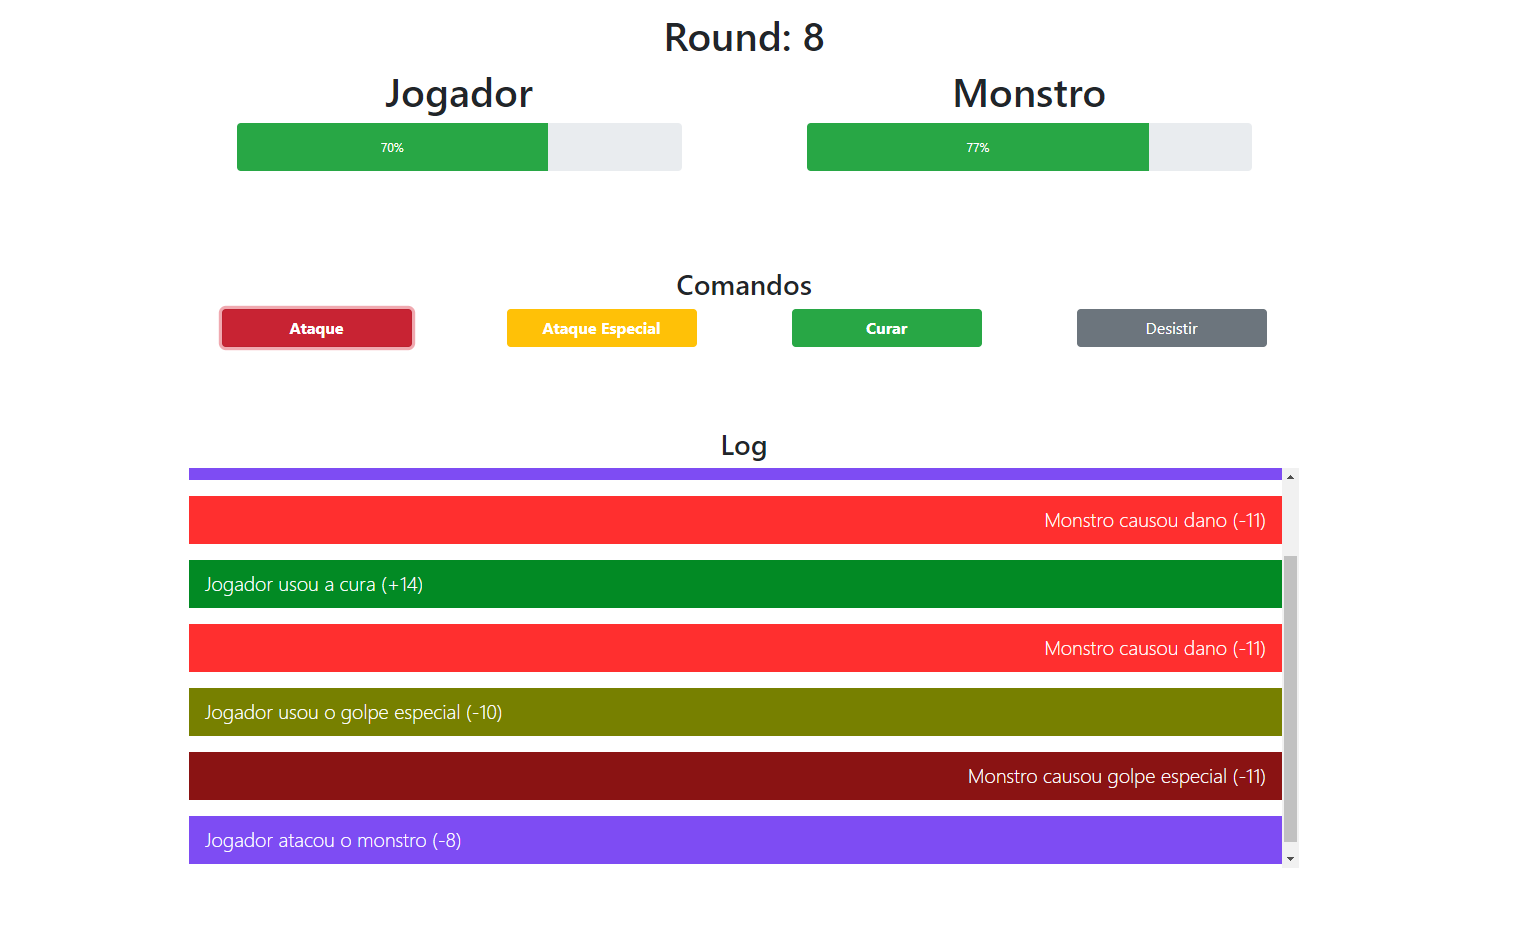 Round: 8
Jogador
Monstro
70%
77%
Comandos
Ataque
Ataque Especial
Curar
Desistir
Log
Monstro causou dano (-11)
Jogador usou a cura (+14)
Monstro causou dano (-11)
Jogador usou o golpe especial (-10)
Monstro causou golpe especial (-11)
Jogador atacou o monstro (-8)